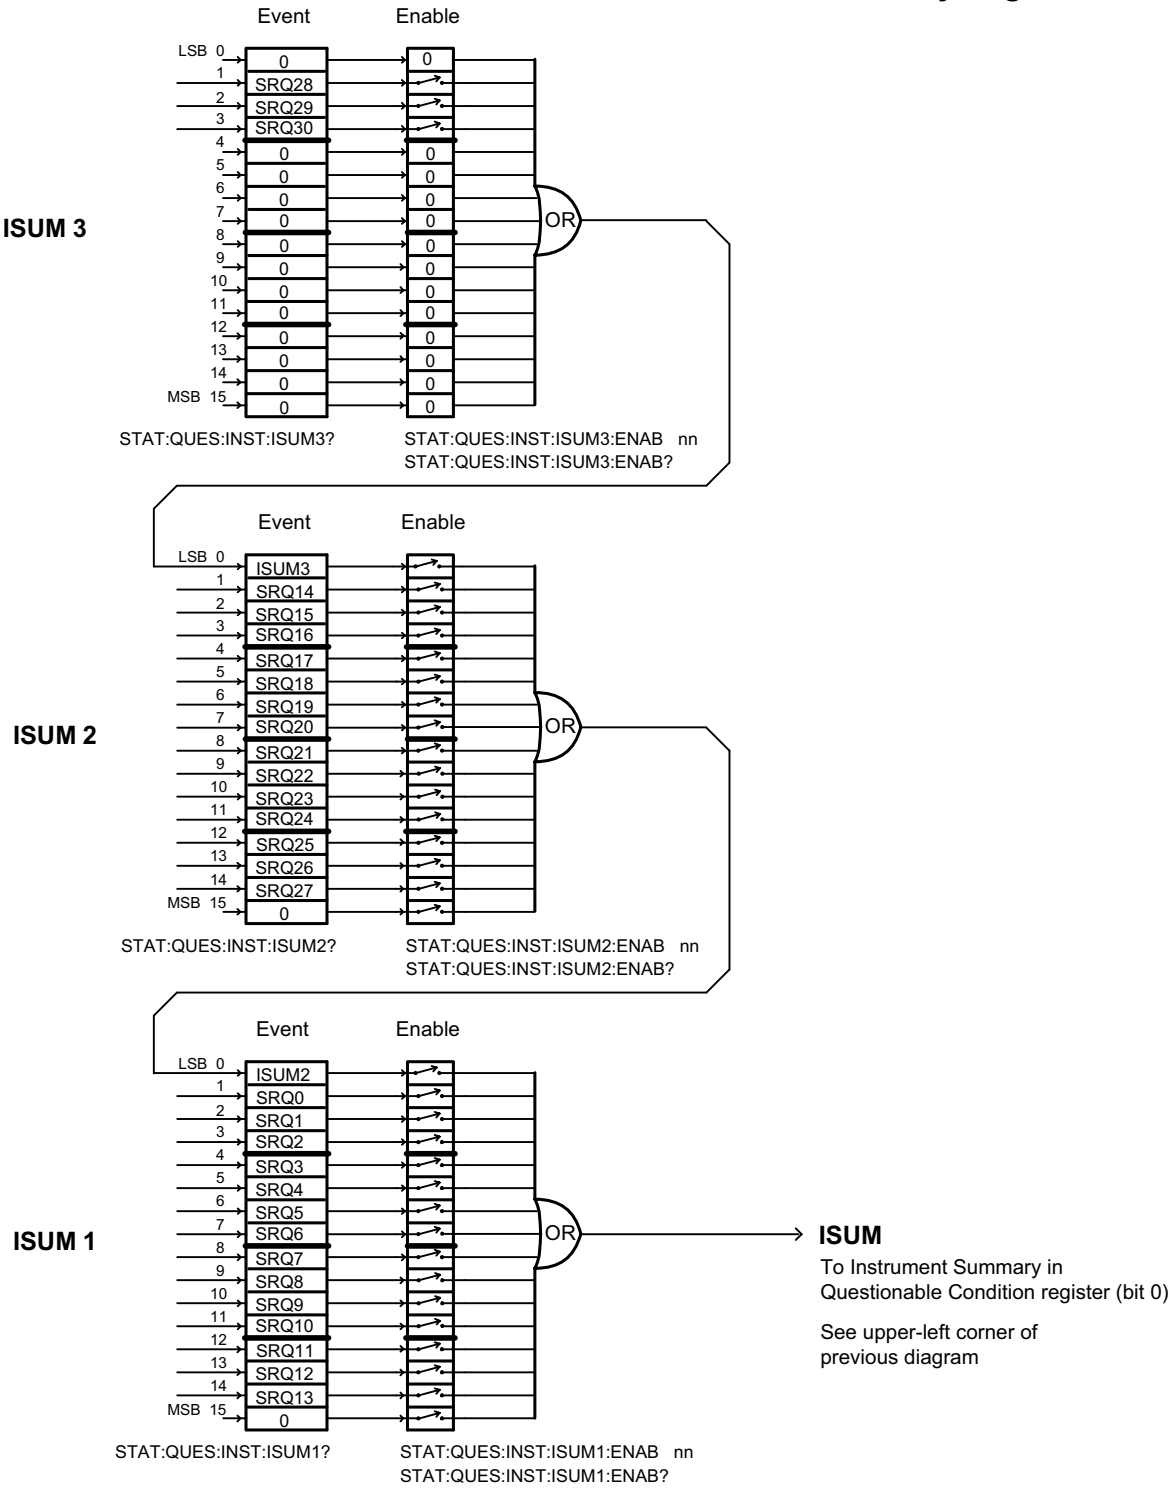 Event Enable
LSB 0 0 0
1 SRQ28
2 SRQ29
3 SRQ30
4 0 0
5 0 0
6 0 0
7 0 0
ISUM 3
OR
8 0 0
9 0 0
10 0 0
11 0 0
12 0 0
13 0 0
14 0 0
MSB 15 0 0
STAT:QUES:INST:ISUM3? STAT:QUES:INST:ISUM3:ENAB nn
STAT:QUES:INST:ISUM3:ENAB?
Event Enable
LSB 0 ISUM3
1 SRQ14
2 SRQ15
3 SRQ16
4 SRQ17
5 SRQ18
6 SRQ19
7 SRQ20
ISUM 2
OR
8 SRQ21
9 SRQ22
10 SRQ23
11 SRQ24
12 SRQ25
13 SRQ26
14 SRQ27
MSB 15 0
STAT:QUES:INST:ISUM2? STAT:QUES:INST:ISUM2:ENAB nn
STAT:QUES:INST:ISUM2:ENAB?
Event Enable
LSB 0 ISUM2
1 SRQ0
2 SRQ1
3 SRQ2
4 SRQ3
5 SRQ4
6 SRQ5
7 SRQ6
ISUM 1
OR
ISUM
8 SRQ7
9 SRQ8
10 SRQ9
11 SRQ10
12 SRQ11
13 SRQ12
14 SRQ13
MSB 15 0
To Instrument Summary in
Questionable Condition register (bit 0)
See upper-left corner of
previous diagram
STAT:QUES:INST:ISUM1? STAT:QUES:INST:ISUM1:ENAB nn
STAT:QUES:INST:ISUM1:ENAB?